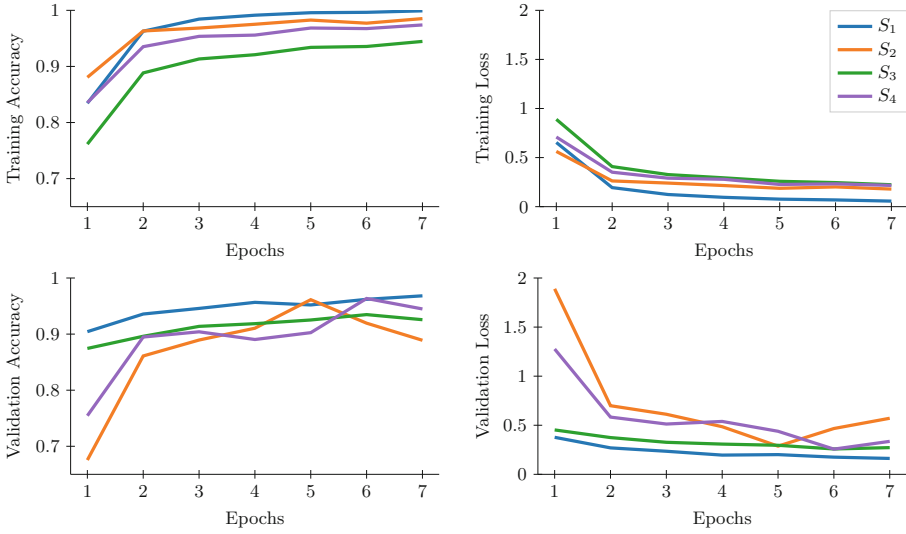 1
0.9
0.8
0.7
Training Accuracy
1 2 3 4 5 6 7
Epochs
2
1.5
1
0.5
0
Training Loss
1 2 3 4 5 6 7
Epochs
S₁
S₂
S₃
S₄
1
0.9
0.8
0.7
Validation Accuracy
1 2 3 4 5 6 7
Epochs
2
1.5
1
0.5
0
Validation Loss
1 2 3 4 5 6 7
Epochs